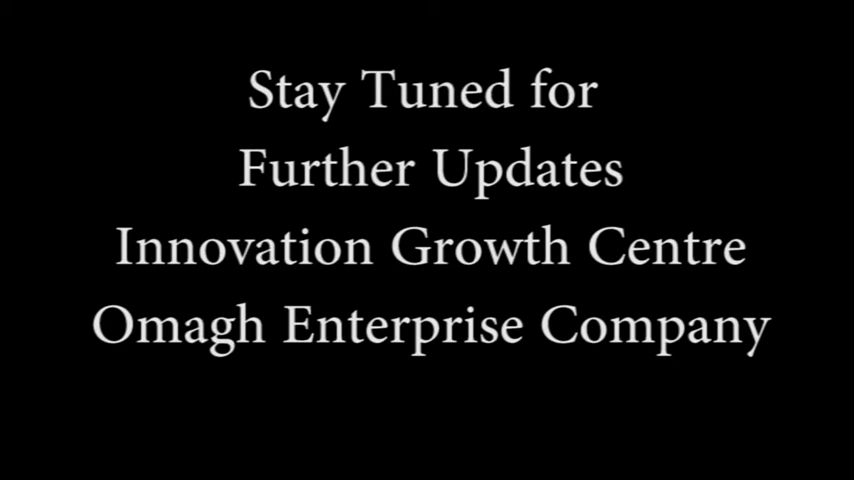 Stay Tuned for
Further Updates
Innovation Growth Centre
Omagh Enterprise Company